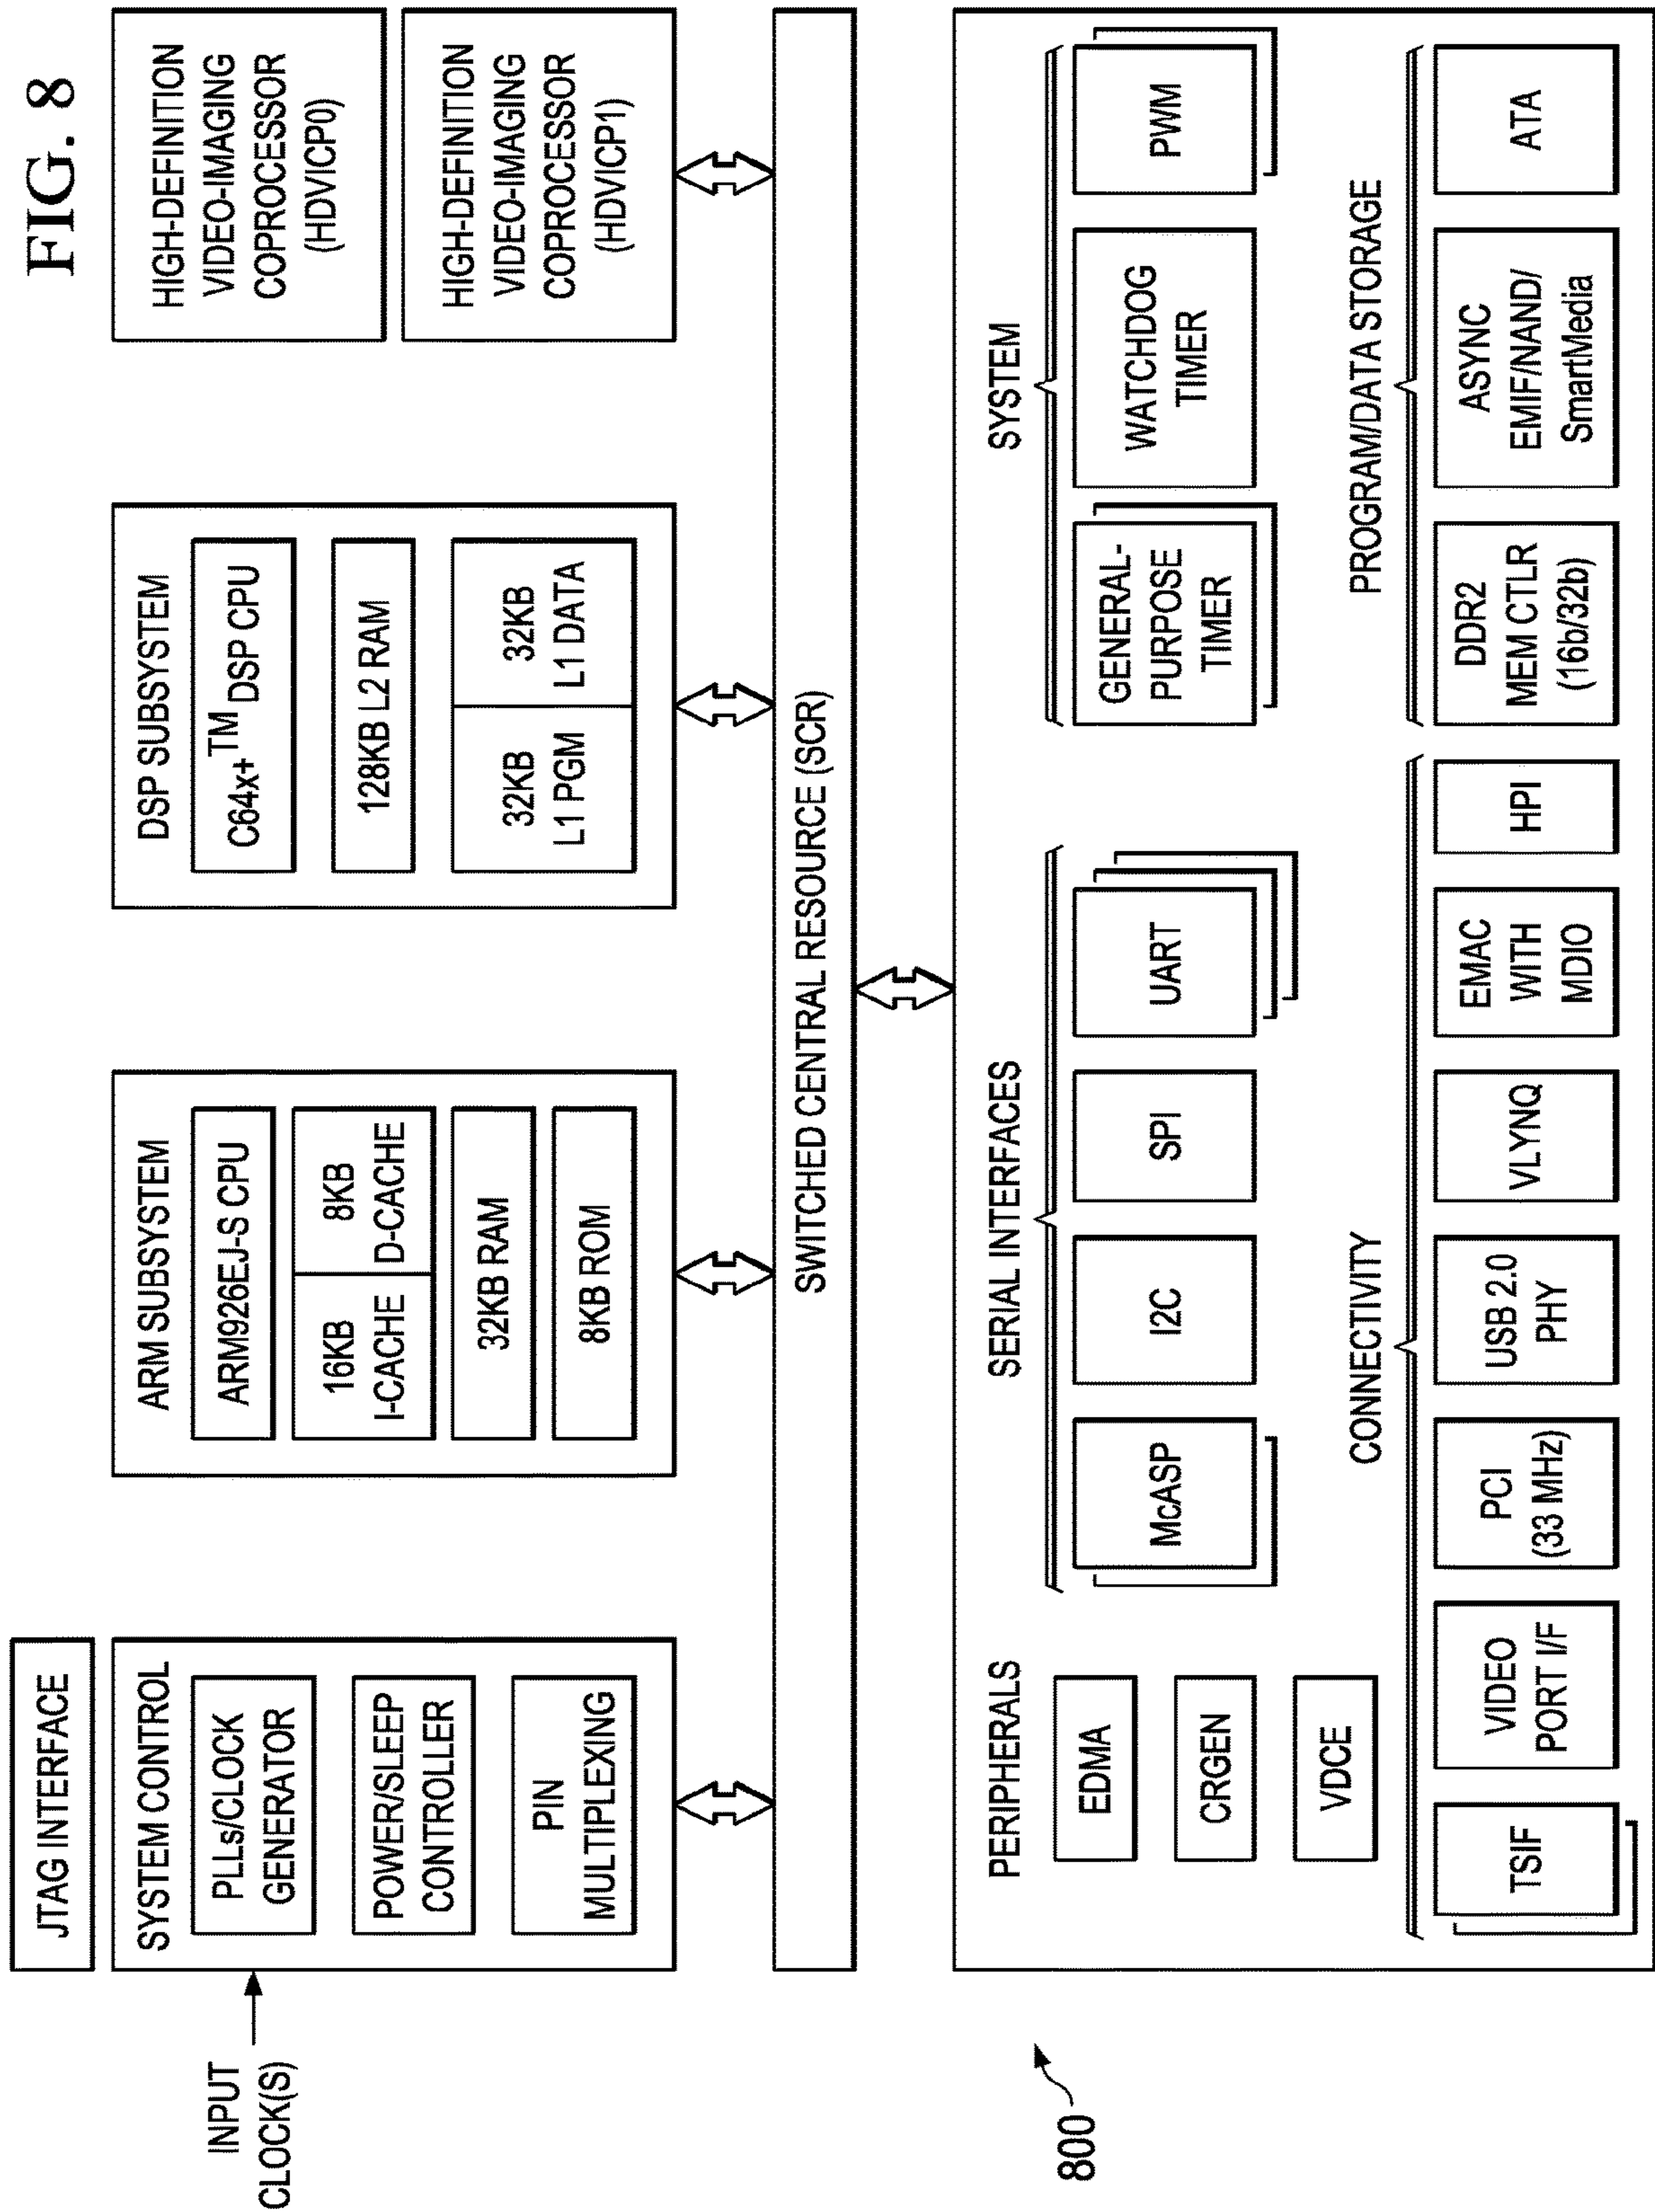 FIG. 8
JTAG INTERFACE
INPUT
CLOCK(S)
SYSTEM CONTROL
PLLs/CLOCK
GENERATOR
POWER/SLEEP
CONTROLLER
PIN
MULTIPLEXING
ARM SUBSYSTEM
ARM926EJ-S CPU
16KB
I-CACHE
8KB
D-CACHE
32KB RAM
8KB ROM
DSP SUBSYSTEM
C64x+TM DSP CPU
128KB L2 RAM
32KB
L1 PGM
32KB
L1 DATA
HIGH-DEFINITION
VIDEO-IMAGING
COPROCESSOR
(HDVICP0)
HIGH-DEFINITION
VIDEO-IMAGING
COPROCESSOR
(HDVICP1)
SWITCHED CENTRAL RESOURCE (SCR)
PERIPHERALS
EDMA
CRGEN
VDCE
SERIAL INTERFACES
McASP
I2C
SPI
UART
SYSTEM
GENERAL-
PURPOSE
TIMER
WATCHDOG
TIMER
PWM
CONNECTIVITY
TSIF
VIDEO
PORT I/F
PCI
(33 MHz)
USB 2.0
PHY
VLYNQ
EMAC
WITH
MDIO
HPI
PROGRAM/DATA STORAGE
DDR2
MEM CTLR
(16b/32b)
ASYNC
EMIF/NAND/
SmartMedia
ATA
800